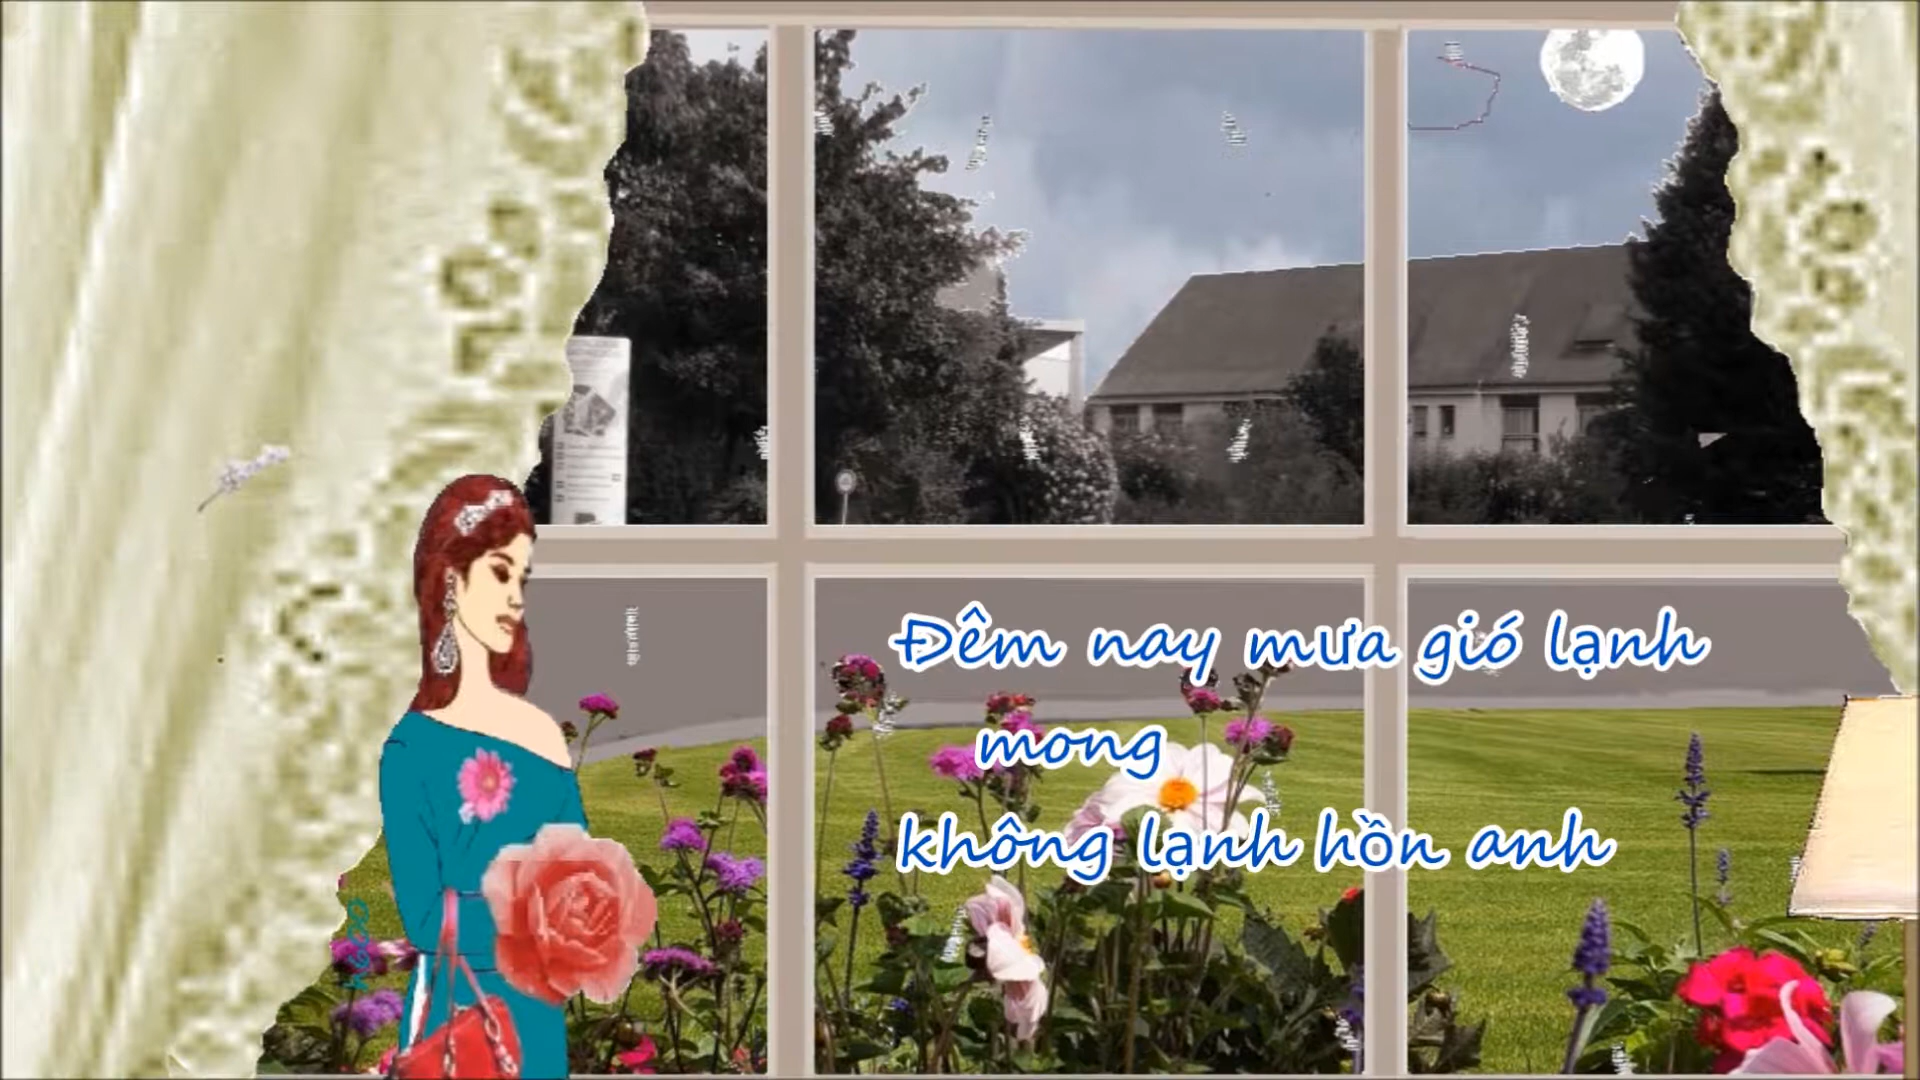 Đêm nay mưa gió lạnh
mong
không lạnh hồn anh